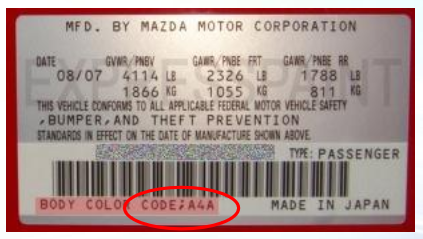 MFD. BY MAZDA MOTOR CORPORATION
DATE GVWR/PNBV GAWR/PNBE FRT GAWR/PNBE RR
08/07 4114 LB 2326 LB 1788 LB
1866 KG 1055 KG 811 KG
THIS VEHICLE CONFORMS TO ALL APPLICABLE FEDERAL MOTOR VEHICLE SAFETY
,BUMPER,AND THEFT PREVENTION
STANDARDS IN EFFECT ON THE DATE OF MANUFACTURE SHOWN ABOVE.
TYPE: PASSENGER
BODY COLOR CODE;A4A MADE IN JAPAN
EXPRESSPAINT